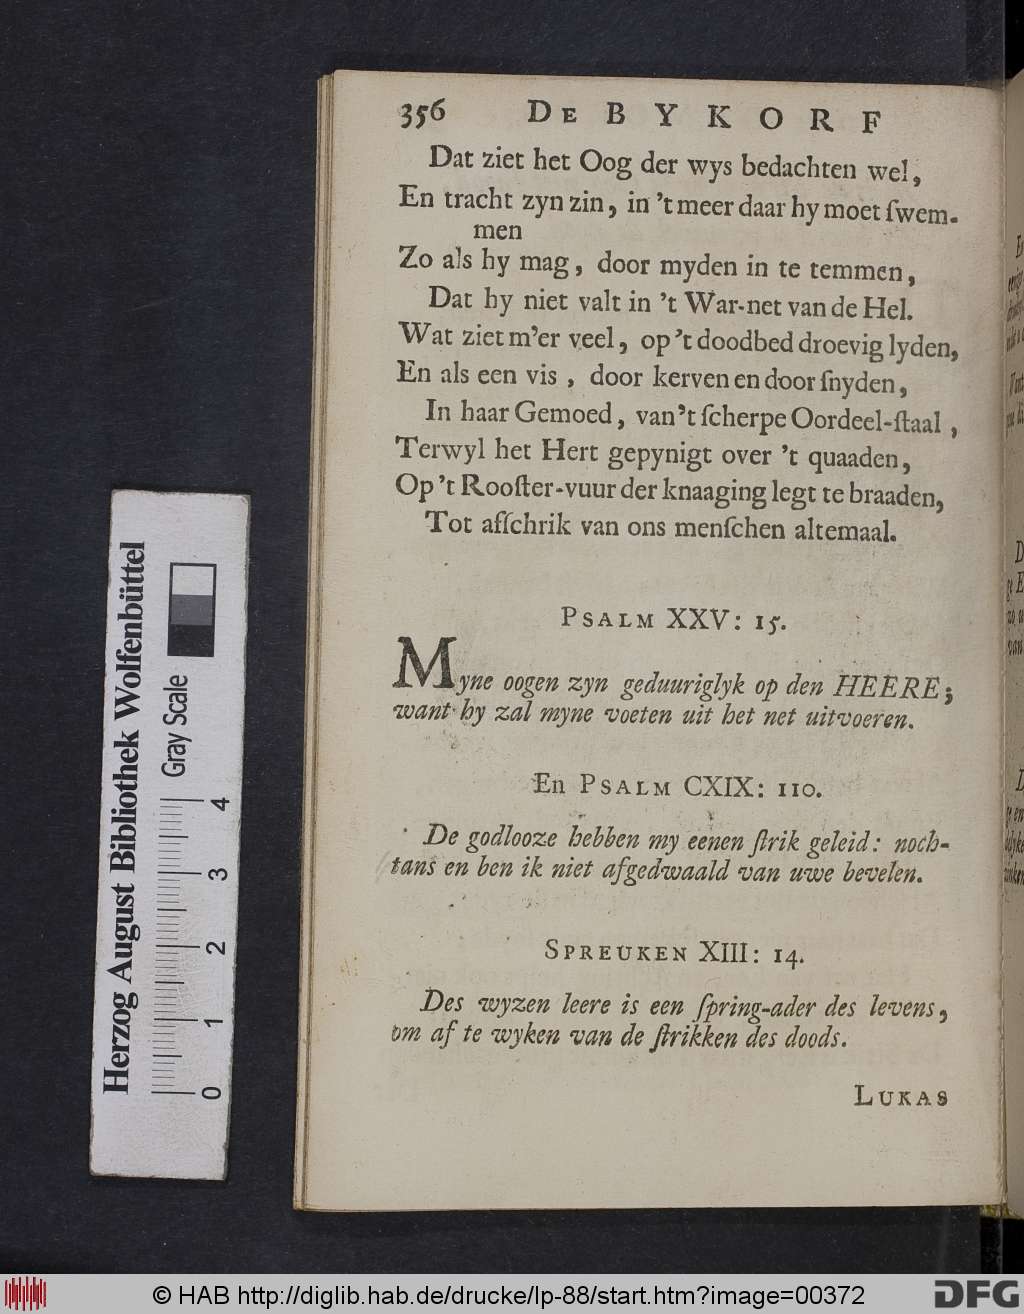 356 DE BYKORF
Dat ziet het Oog der wys bedachten wel,
En tracht zyn zin, in 't meer daar hy moet ſwem-
men
Zo als hy mag, door myden in te temmen,
Dat hy niet valt in 't War-net van de Hel.
Wat ziet m'er veel, op 't doodbed droevig lyden,
En als een vis, door kerven en door ſnyden,
In haar Gemoed, van 't ſcherpe Oordeel-ſtaal,
Terwyl het Hert gepynigt over 't quaaden,
Op 't Rooſter-vuur der knaaging legt te braaden,
Tot afſchrik van ons menſchen altemaal.
PSALM XXV: 15.
Myne oogen zyn geduuriglyk op den HEERE;
want hy zal myne voeten uit het net uitvoeren.
En PSALM CXIX: 110.
De godlooze hebben my eenen ſtrik geleid: noch-
tans en ben ik niet afgedwaald van uwe bevelen.
SPREUKEN XIII: 14.
Des wyzen leere is een ſpring-ader des levens,
om af te wyken van de ſtrikken des doods.
LUKAS
Herzog August Bibliothek Wolfenbüttel
Gray Scale
0 1 2 3 4
© HAB http://diglib.hab.de/drucke/lp-88/start.htm?image=00372
DFG